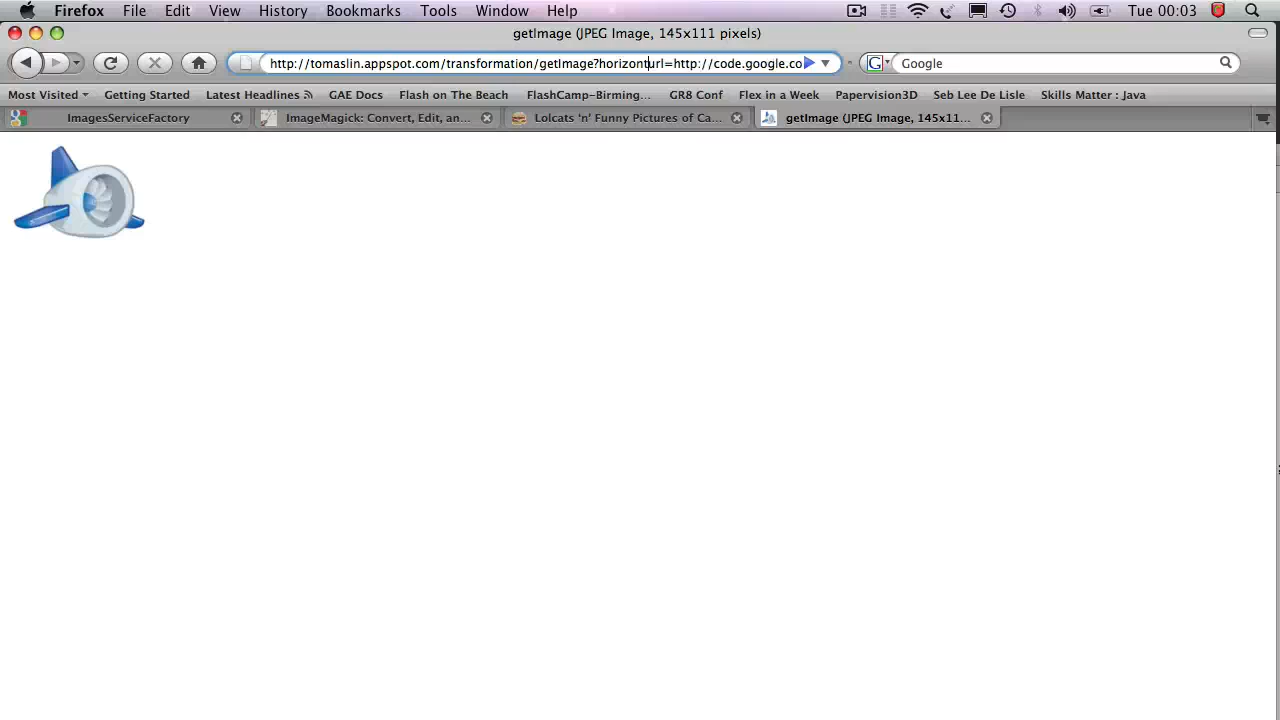 Firefox File Edit View History Bookmarks Tools Window Help Tue 00:03
getImage (JPEG Image, 145x111 pixels)
http://tomaslin.appspot.com/transformation/getImage?horizonturl=http://code.google.co Google
Most Visited Getting Started Latest Headlines GAE Docs Flash on The Beach FlashCamp-Birming... GR8 Conf Flex in a Week Papervision3D Seb Lee De Lisle Skills Matter : Java
ImagesServiceFactory ImageMagick: Convert, Edit, an... Lolcats 'n' Funny Pictures of Ca... getImage (JPEG Image, 145x11...